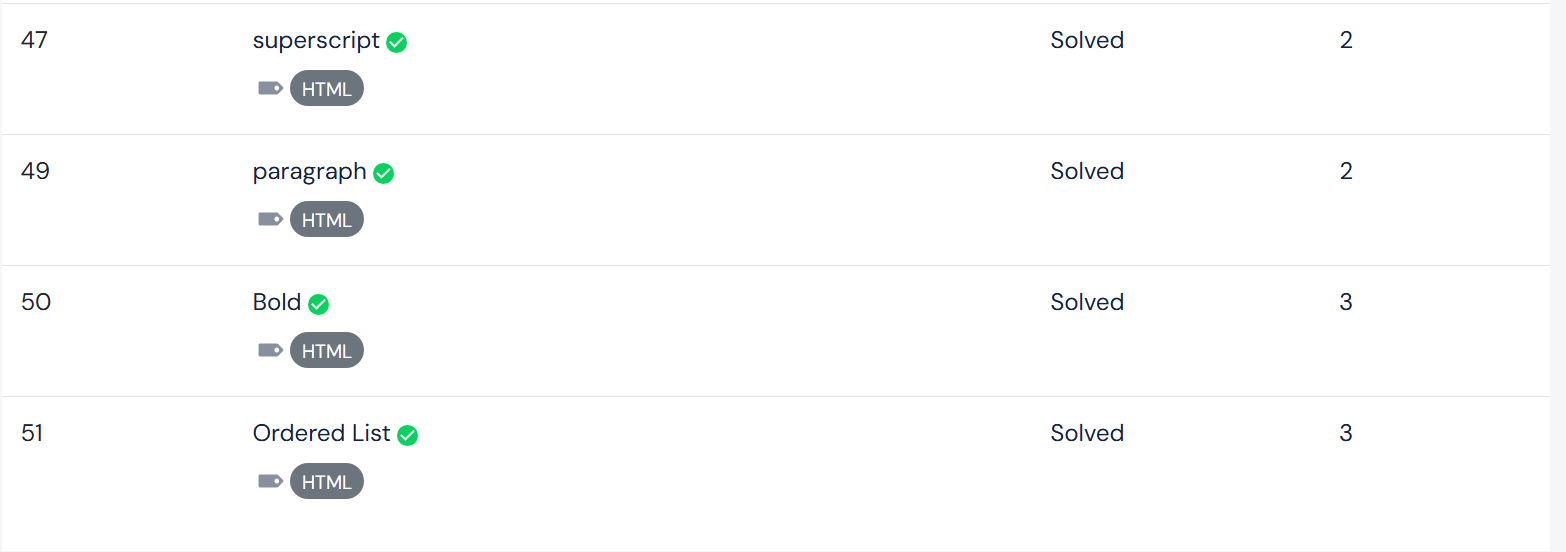 47 superscript Solved 2
HTML
49 paragraph Solved 2
HTML
50 Bold Solved 3
HTML
51 Ordered List Solved 3
HTML